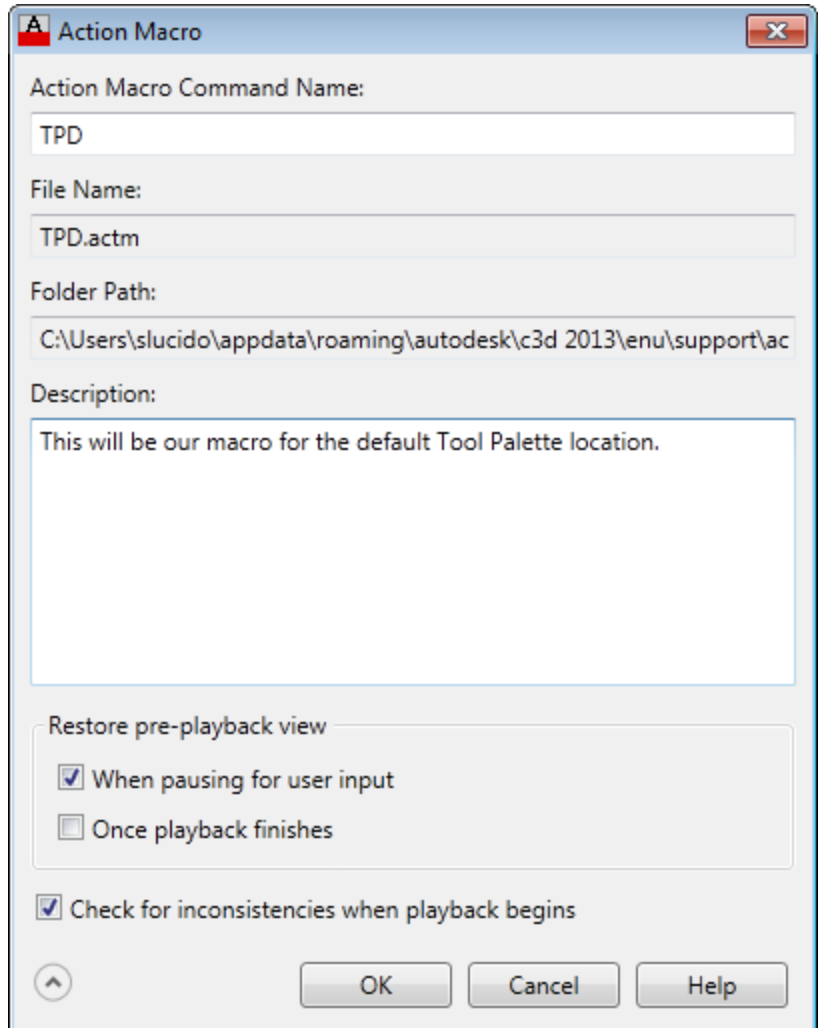 A
Action Macro
Action Macro Command Name:
TPD
File Name:
TPD.actm
Folder Path:
C:\Users\slucido\appdata\roaming\autodesk\c3d 2013\enu\support\ac
Description:
This will be our macro for the default Tool Palette location.
Restore pre-playback view
When pausing for user input
Once playback finishes
Check for inconsistencies when playback begins
OK Cancel Help